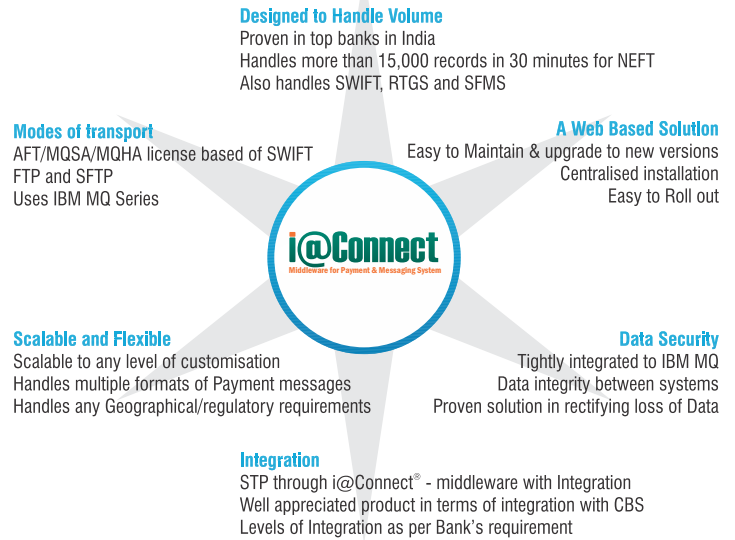 Designed to Handle Volume
Proven in top banks in India
Handles more than 15,000 records in 30 minutes for NEFT
Also handles SWIFT, RTGS and SFMS
Modes of transport
AFT/MQSA/MQHA license based of SWIFT
FTP and SFTP
Uses IBM MQ Series
A Web Based Solution
Easy to Maintain & upgrade to new versions
Centralised installation
Easy to Roll out
i@Connect
Middleware for Payment & Messaging System
Scalable and Flexible
Scalable to any level of customisation
Handles multiple formats of Payment messages
Handles any Geographical/regulatory requirements
Data Security
Tightly integrated to IBM MQ
Data integrity between systems
Proven solution in rectifying loss of Data
Integration
STP through i@Connect® - middleware with Integration
Well appreciated product in terms of integration with CBS
Levels of Integration as per Bank's requirement